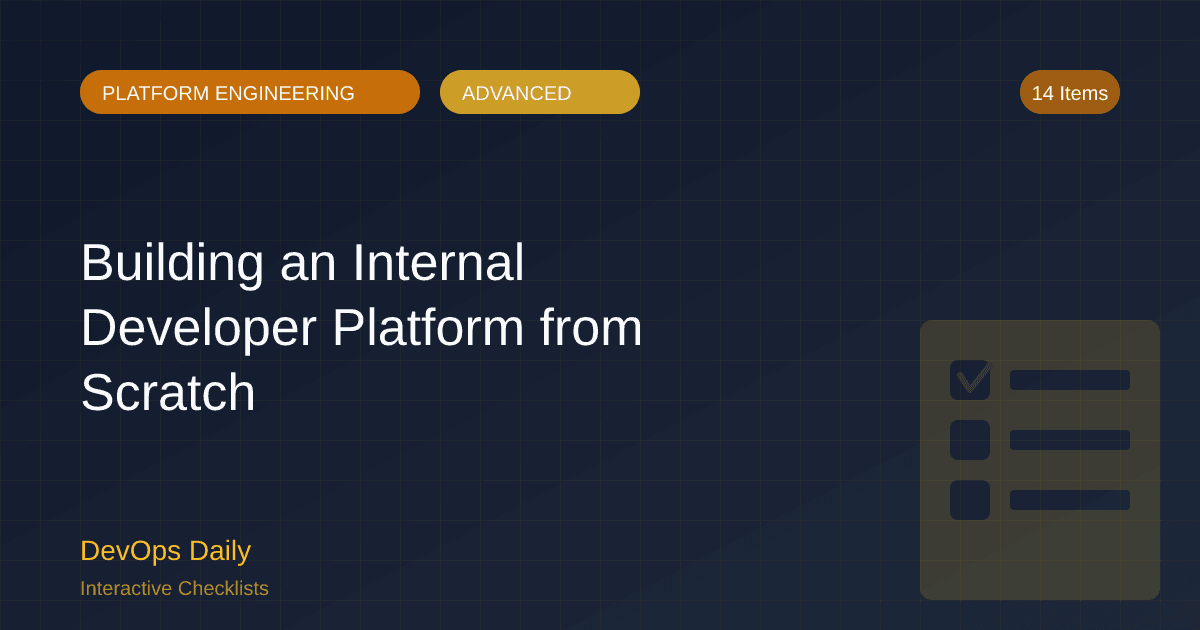 PLATFORM ENGINEERING
ADVANCED
14 Items
Building an Internal
Developer Platform from
Scratch
DevOps Daily
Interactive Checklists